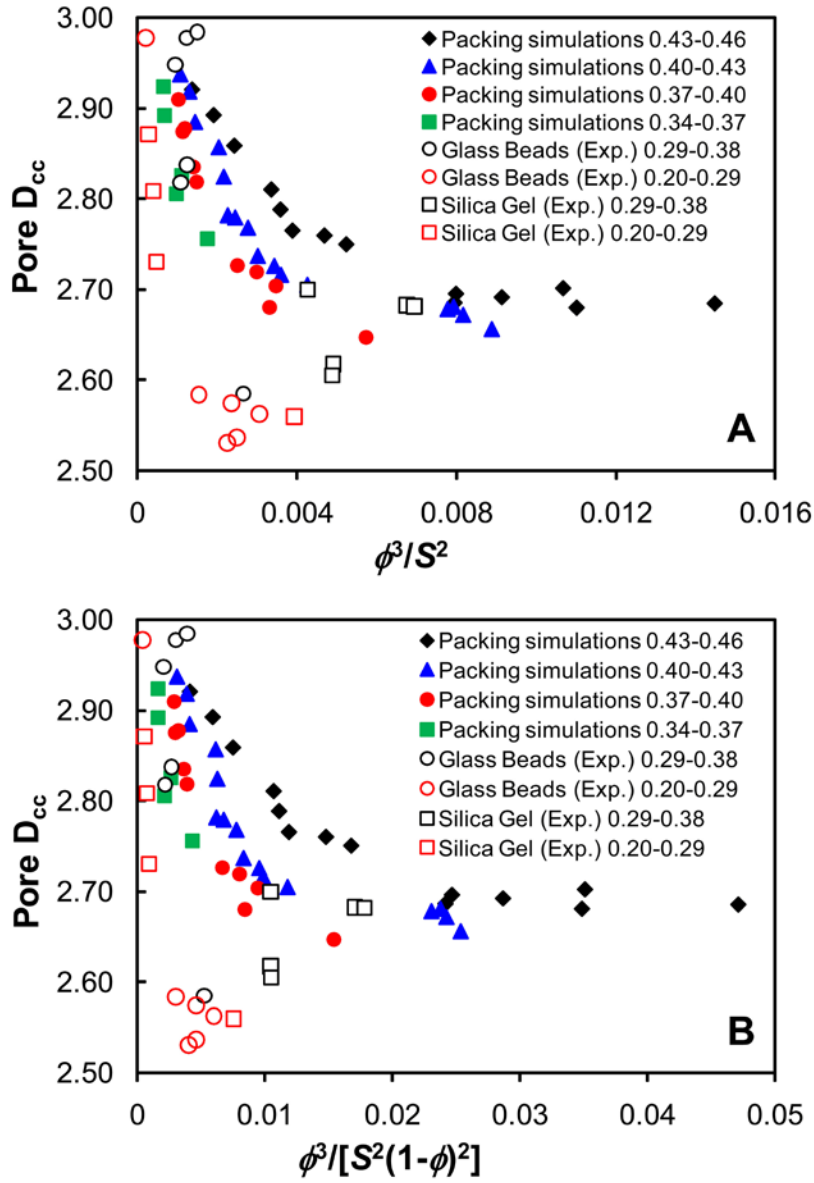 3.00
2.90
2.80
2.70
2.60
2.50
Pore D_cc
Packing simulations 0.43-0.46
Packing simulations 0.40-0.43
Packing simulations 0.37-0.40
Packing simulations 0.34-0.37
Glass Beads (Exp.) 0.29-0.38
Glass Beads (Exp.) 0.20-0.29
Silica Gel (Exp.) 0.29-0.38
Silica Gel (Exp.) 0.20-0.29
A
0 0.004 0.008 0.012 0.016
ϕ³/S²
3.00
2.90
2.80
2.70
2.60
2.50
Pore D_cc
Packing simulations 0.43-0.46
Packing simulations 0.40-0.43
Packing simulations 0.37-0.40
Packing simulations 0.34-0.37
Glass Beads (Exp.) 0.29-0.38
Glass Beads (Exp.) 0.20-0.29
Silica Gel (Exp.) 0.29-0.38
Silica Gel (Exp.) 0.20-0.29
B
0 0.01 0.02 0.03 0.04 0.05
ϕ³/[S²(1-ϕ)²]